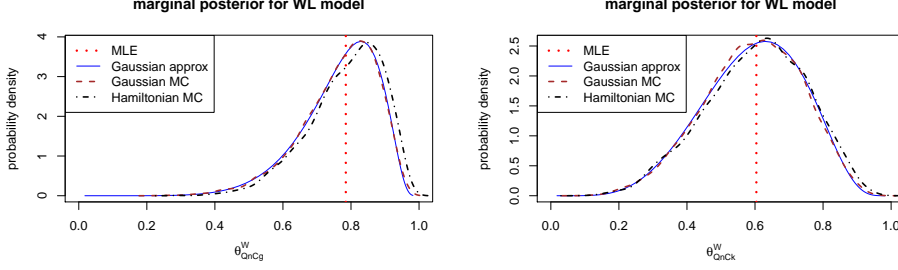 marginal posterior for WL model
probability density
4
3
2
1
0
MLE
Gaussian approx
Gaussian MC
Hamiltonian MC
0.0 0.2 0.4 0.6 0.8 1.0
θ^W_QnCg
marginal posterior for WL model
probability density
2.5
2.0
1.5
1.0
0.5
0.0
MLE
Gaussian approx
Gaussian MC
Hamiltonian MC
0.0 0.2 0.4 0.6 0.8 1.0
θ^W_QnCk